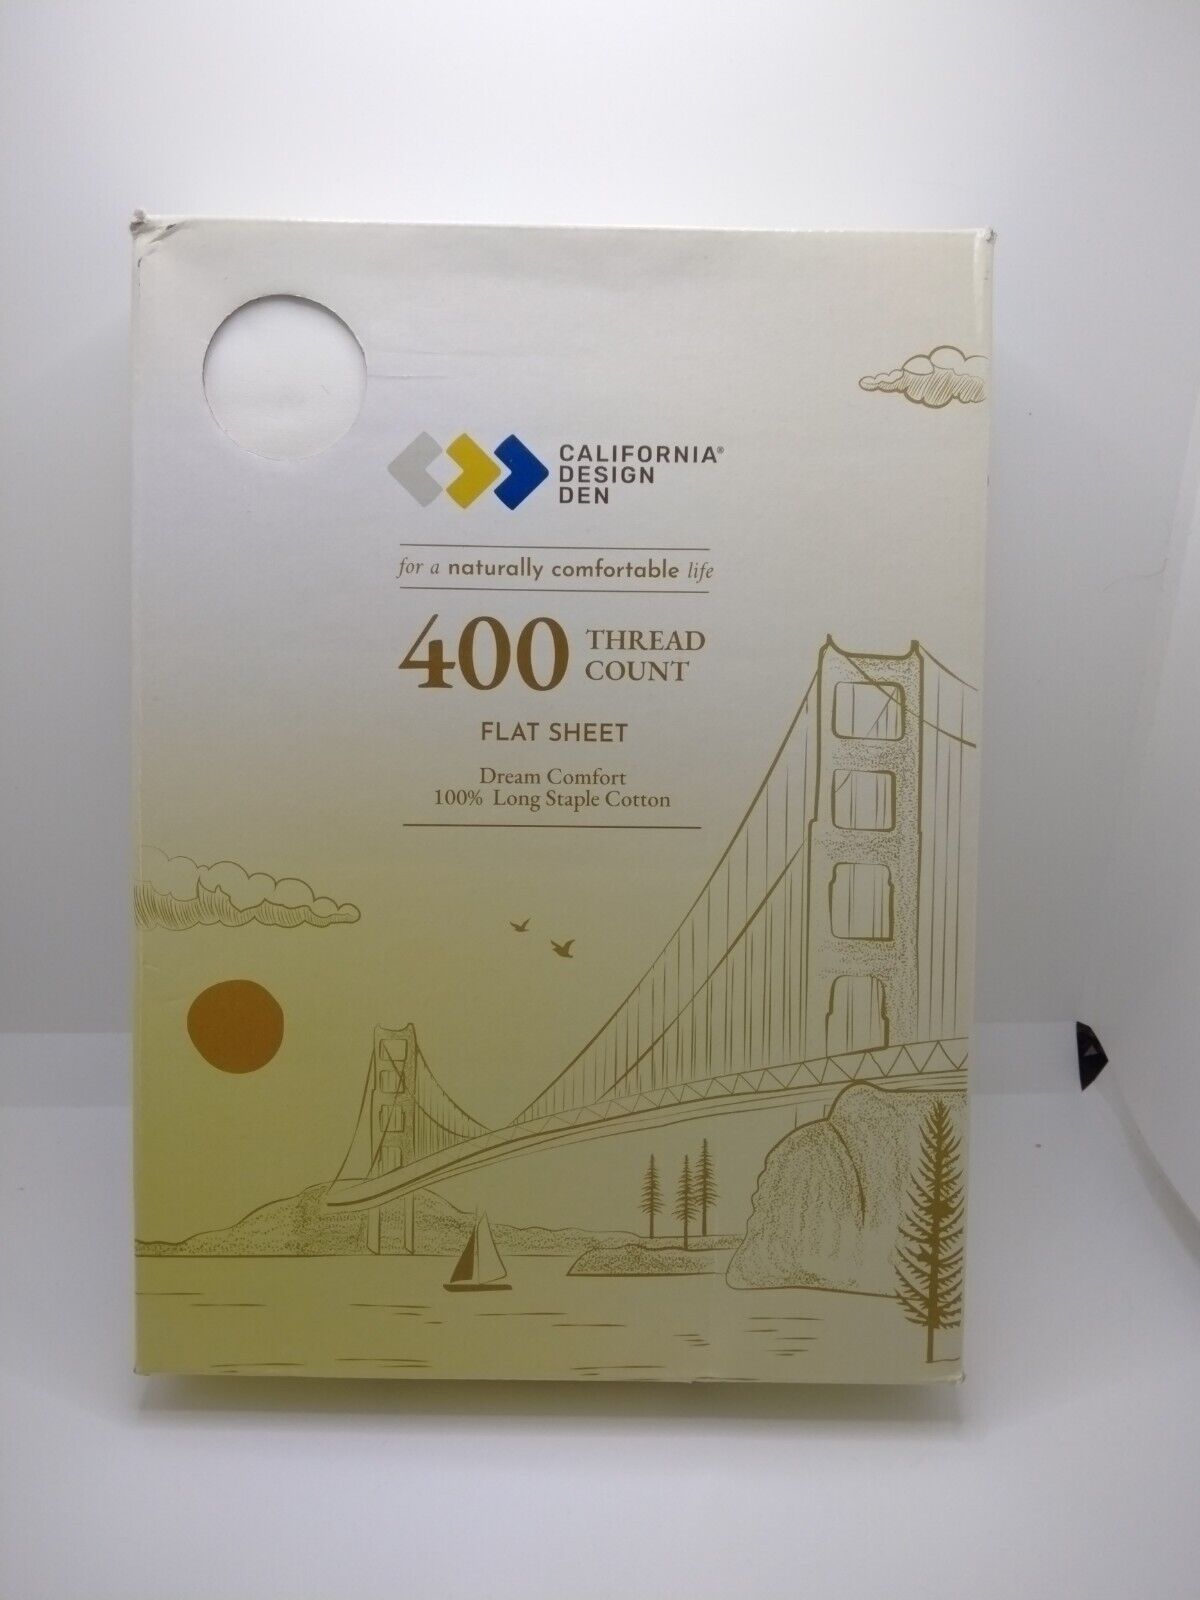 CALIFORNIA®
DESIGN
DEN
for a naturally comfortable life
400 THREAD
COUNT
FLAT SHEET
Dream Comfort
100% Long Staple Cotton